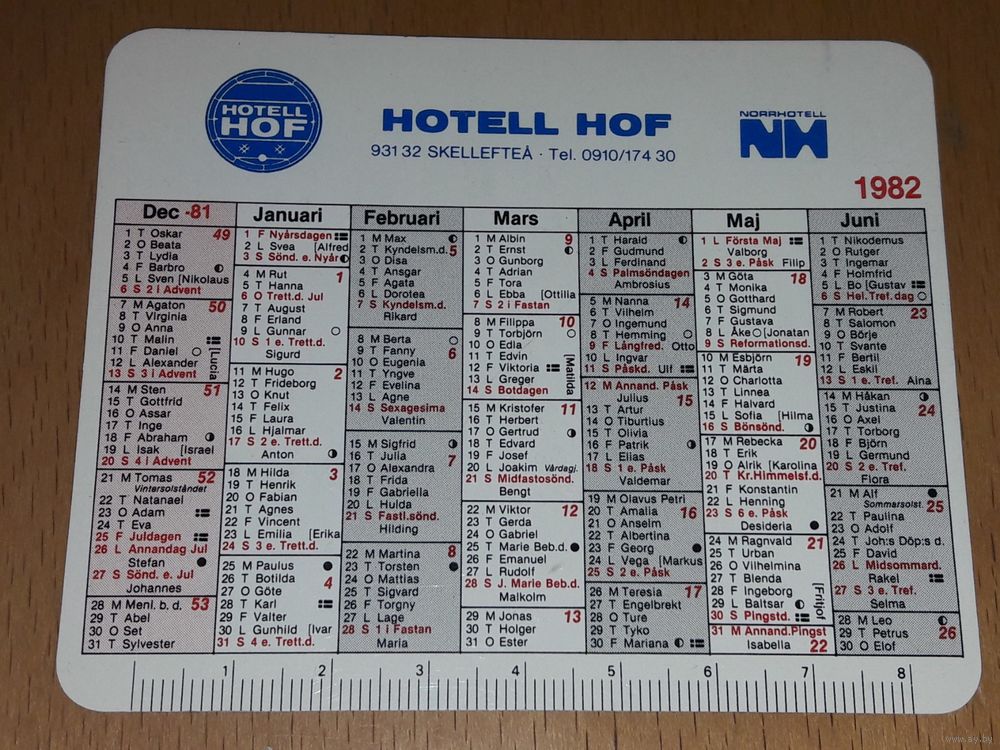 HOTELL
HOF
HOTELL HOF
931 32 SKELLEFTEÅ · Tel. 0910/174 30
NORRHOTELL
NH
1982
Dec -81
1 T Oskar 49
2 O Beata
3 T Lydia
4 F Barbro
5 L Sven [Nikolaus
6 S 2 i Advent
7 M Agaton 50
8 T Virginia
9 O Anna
10 T Malin
11 F Daniel [Lucia
12 L Alexander
13 S 3 i Advent
14 M Sten 51
15 T Gottfrid
16 O Assar
17 T Inge
18 F Abraham
19 L Isak [Israel
20 S 4 i Advent
21 M Tomas 52
Vintersolståndet
22 T Natanael
23 O Adam
24 T Eva
25 F Juldagen
26 L Annandag Jul
Stefan
27 S Sönd. e. Jul
Johannes
28 M Menl. b. d. 53
29 T Abel
30 O Set
31 T Sylvester
Januari
1 F Nyårsdagen
2 L Svea [Alfred
3 S Sönd. e. Nyår
4 M Rut 1
5 T Hanna
6 O Trett.d. Jul
7 T August
8 F Erland
9 L Gunnar
10 S 1 e. Trett.d.
Sigurd
11 M Hugo 2
12 T Frideborg
13 O Knut
14 T Felix
15 F Laura
16 L Hjalmar
17 S 2 e. Trett.d.
Anton
18 M Hilda 3
19 T Henrik
20 O Fabian
21 T Agnes
22 F Vincent
23 L Emilia [Erika
24 S 3 e. Trett.d.
25 M Paulus
26 T Botilda 4
27 O Göte
28 T Karl
29 F Valter
30 L Gunhild [Ivar
31 S 4 e. Trett.d.
Februari
1 M Max
2 T Kyndelsm.d. 5
3 O Disa
4 T Ansgar
5 F Agata
6 L Dorotea
7 S Kyndelsm.d.
Rikard
8 M Berta
9 T Fanny 6
10 O Eugenia
11 T Yngve
12 F Evelina
13 L Agne
14 S Sexagesima
Valentin
15 M Sigfrid
16 T Julia 7
17 O Alexandra
18 T Frida
19 F Gabriella
20 L Hulda
21 S Fastl.sönd.
Hilding
22 M Martina 8
23 T Torsten
24 O Mattias
25 T Sigvard
26 F Torgny
27 L Lage
28 S 1 i Fastan
Maria
Mars
1 M Albin 9
2 T Ernst
3 O Gunborg
4 T Adrian
5 F Tora
6 L Ebba [Ottilia
7 S 2 i Fastan
8 M Filippa 10
9 T Torbjörn
10 O Edla
11 T Edvin
12 F Viktoria [Matilda
13 L Greger
14 S Botdagen
15 M Kristofer 11
16 T Herbert
17 O Gertrud
18 T Edvard
19 F Josef
20 L Joakim Vårdagj.
21 S Midfastosönd.
Bengt
22 M Viktor 12
23 T Gerda
24 O Gabriel
25 T Marie Beb.d.
26 F Emanuel
27 L Rudolf
28 S J. Marie Beb.d.
Malkolm
29 M Jonas 13
30 T Holger
31 O Ester
April
1 T Harald
2 F Gudmund
3 L Ferdinand
4 S Palmsöndagen
Ambrosius
5 M Nanna 14
6 T Vilhelm
7 O Ingemund
8 T Hemming
9 F Långfred. Otto
10 L Ingvar
11 S Påskd. Ulf
12 M Annand. Påsk
Julius 15
13 T Artur
14 O Tiburtius
15 T Olivia
16 F Patrik
17 L Elias
18 S 1 e. Påsk
Valdemar
19 M Olavus Petri
20 T Amalia 16
21 O Anselm
22 T Albertina
23 F Georg
24 L Vega [Markus
25 S 2 e. Påsk
26 M Teresia 17
27 T Engelbrekt
28 O Ture
29 T Tyko
30 F Mariana
Maj
1 L Första Maj
Valborg
2 S 3 e. Påsk Filip
3 M Göta 18
4 T Monika
5 O Gotthard
6 T Sigmund
7 F Gustava
8 L Åke [Jonatan
9 S Reformationsd.
10 M Esbjörn 19
11 T Märta
12 O Charlotta
13 T Linnea
14 F Halvard
15 L Sofia [Hilma
16 S Bönsönd.
17 M Rebecka 20
18 T Erik
19 O Alrik [Karolina
20 T Kr.Himmelsf.d.
21 F Konstantin
22 L Henning
23 S 6 e. Påsk
Desideria
24 M Ragnvald 21
25 T Urban
26 O Vilhelmina
27 T Blenda
28 F Ingeborg
29 L Baltsar [Fritjof
30 S Pingstd.
31 M Annand.Pingst
Isabella 22
Juni
1 T Nikodemus
2 O Rutger
3 T Ingemar
4 F Holmfrid
5 L Bo [Gustav
6 S Hel.Tref.dag
7 M Robert 23
8 T Salomon
9 O Börje
10 T Svante
11 F Bertil
12 L Eskil
13 S 1 e. Tref. Aina
14 M Håkan
15 T Justina 24
16 O Axel
17 T Torborg
18 F Björn
19 L Germund
20 S 2 e. Tref.
Flora
21 M Alf
Sommarsolst. 25
22 T Paulina
23 O Adolf
24 T Joh:s Döp:s d.
25 F David
26 L Midsommard.
Rakel
27 S 3 e. Tref.
Selma
28 M Leo
29 T Petrus 26
30 O Elof
1 2 3 4 5 6 7 8
www.ay.by